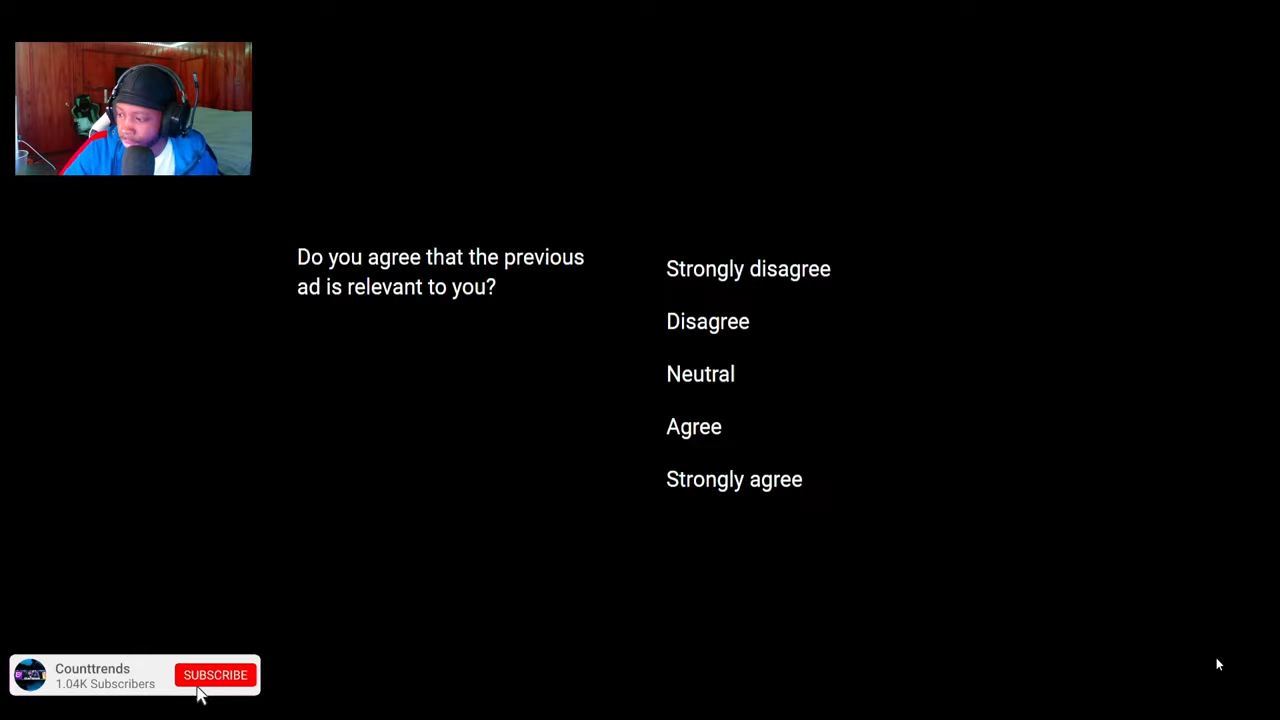 Do you agree that the previous
ad is relevant to you?
Strongly disagree
Disagree
Neutral
Agree
Strongly agree
Counttrends
1.04K Subscribers
SUBSCRIBE